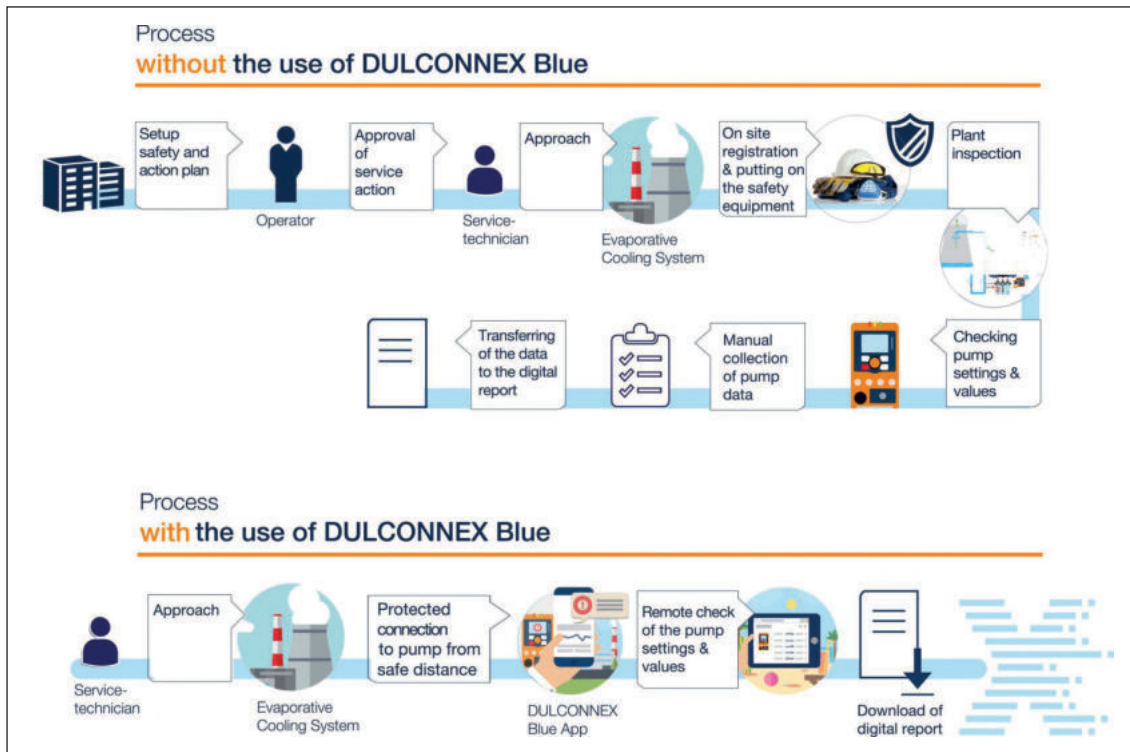 Process
without the use of DULCONNEX Blue
Setup
safety and
action plan
Operator
Approval
of
service
action
Service-
technician
Approach
Evaporative
Cooling System
On site
registration
& putting on
the safety
equipment
Plant
inspection
Checking
pump
settings &
values
Manual
collection
of pump
data
Transferring
of the data
to the digital
report
Process
with the use of DULCONNEX Blue
Service-
technician
Approach
Evaporative
Cooling System
Protected
connection
to pump from
safe distance
DULCONNEX
Blue App
Remote check
of the pump
settings &
values
Download of
digital report